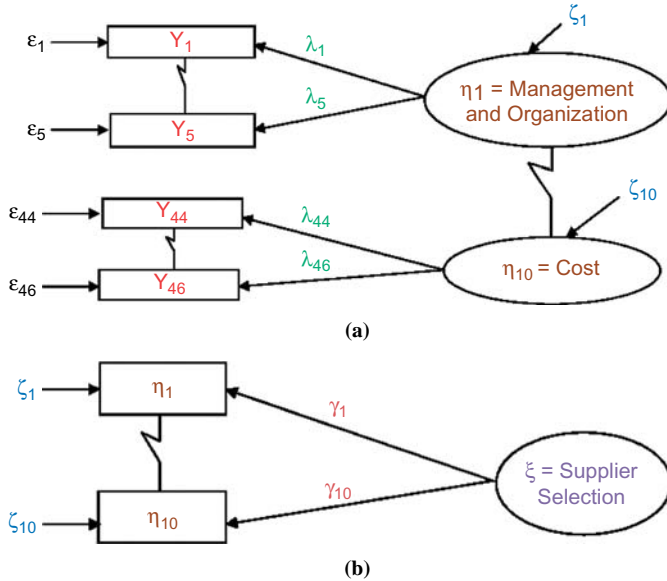 ε₁
Y₁
λ₁
ζ₁
η₁ = Management
and Organization
ε₅
Y₅
λ₅
ζ₁₀
ε₄₄
Y₄₄
λ₄₄
ε₄₆
Y₄₆
λ₄₆
η₁₀ = Cost
(a)
ζ₁
η₁
γ₁
ξ = Supplier
Selection
ζ₁₀
η₁₀
γ₁₀
(b)